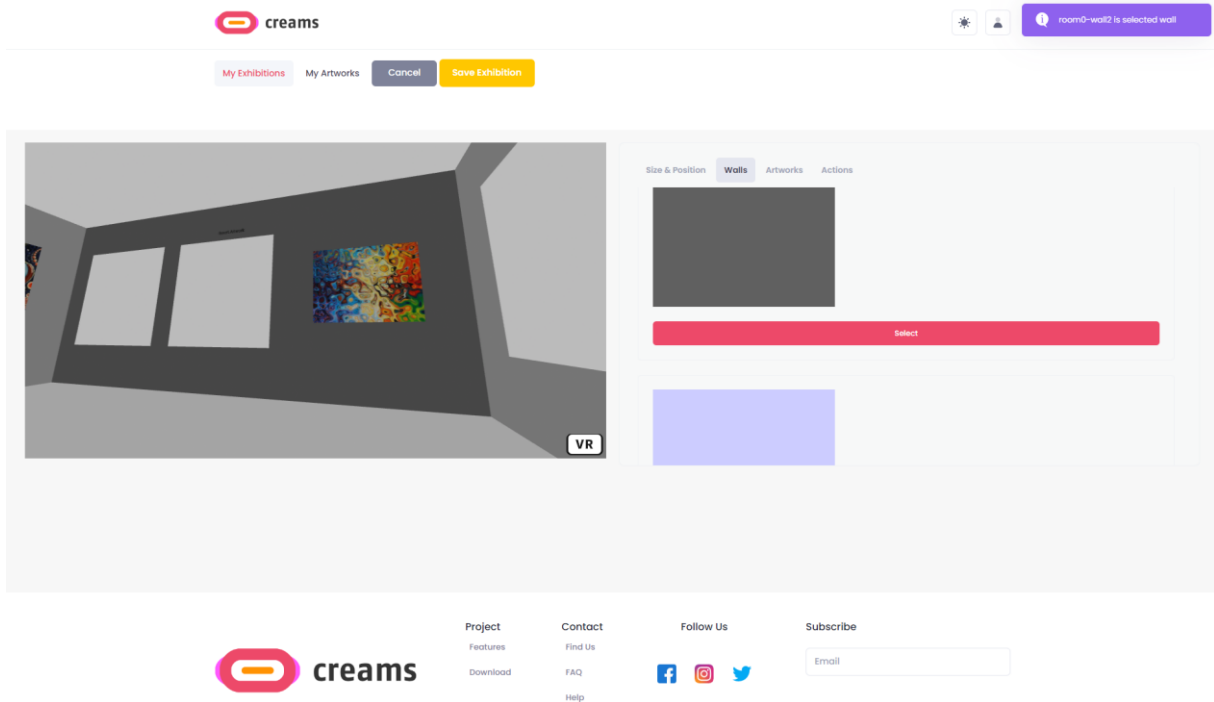 creams
room0-wall2 is selected wall
My Exhibitions My Artworks Cancel Save Exhibition
Size & Position Walls Artworks Actions
Select
VR
creams
Project
Features
Download
Contact
Find Us
FAQ
Help
Follow Us
Subscribe
Email